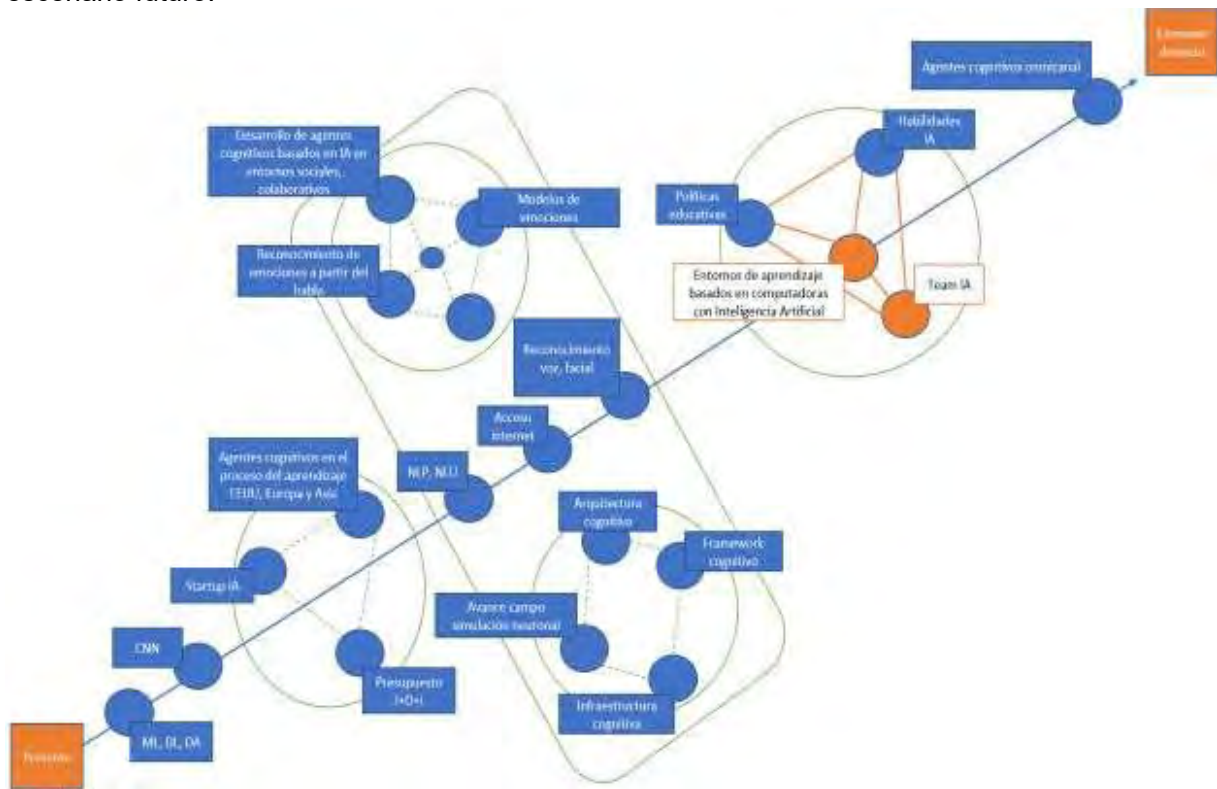 escenario futuro.
Agentes cognitivos omnicanal
Habilidades
IA
Desarrollo de agentes
cognitivos basados en IA en
entornos sociales,
colaborativos
Modelos de
emociones
Políticas
educativas
Reconocimiento de
emociones a partir del
habla
Entornos de aprendizaje
basados en computadoras
con Inteligencia Artificial
Team IA
Reconocimiento
voz, facial
Acceso
internet
Agentes cognitivos en el
proceso del aprendizaje
EEUU, Europa y Asia
NLP, NLU
Arquitectura
cognitiva
Framework
cognitivo
Startup IA
Avance campo
simulación neuronal
CNN
Presupuesto
I+D+i
Infraestructura
cognitiva
ML, DL, DA